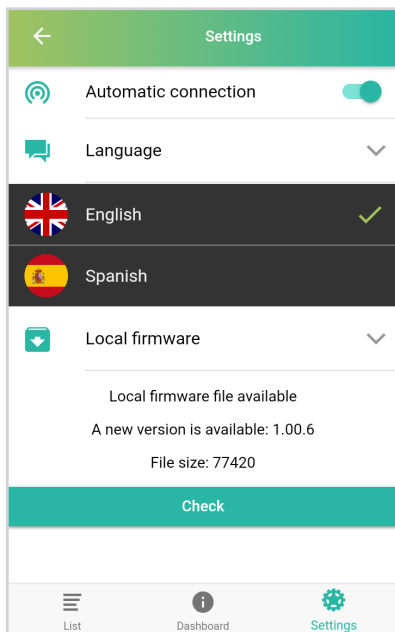 Settings
Automatic connection
Language
English
Spanish
Local firmware
Local firmware file available
A new version is available: 1.00.6
File size: 77420
Check
List
Dashboard
Settings